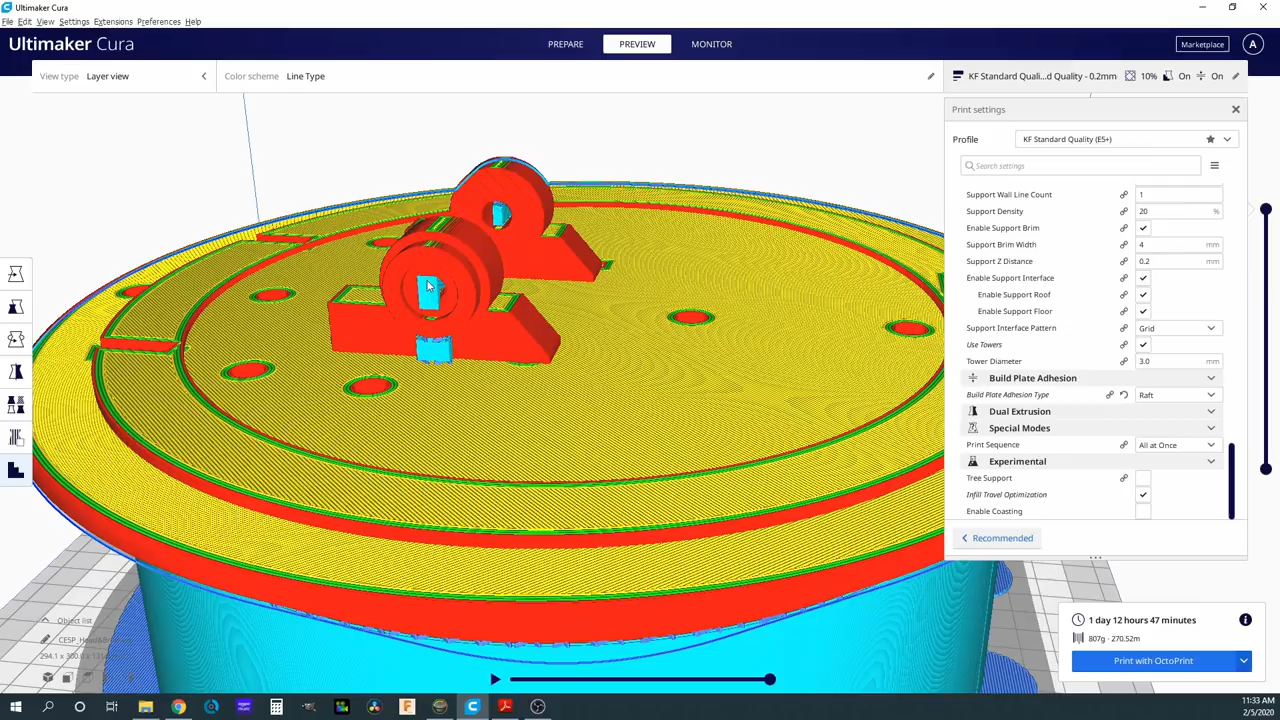 Ultimaker Cura
File Edit View Settings Extensions Preferences Help
Ultimaker Cura
PREPARE PREVIEW MONITOR
Marketplace A
View type Layer view
Color scheme Line Type
KF Standard Quali...d Quality - 0.2mm 10% On On
Print settings
Profile KF Standard Quality (E5+)
Search settings
Support Wall Line Count 1
Support Density 20 %
Enable Support Brim
Support Brim Width 4 mm
Support Z Distance 0.2 mm
Enable Support Interface
Enable Support Roof
Enable Support Floor
Support Interface Pattern Grid
Use Towers
Tower Diameter 3.0 mm
Build Plate Adhesion
Build Plate Adhesion Type Raft
Dual Extrusion
Special Modes
Print Sequence All at Once
Experimental
Tree Support
Infill Travel Optimization
Enable Coasting
Recommended
Object list
1 day 12 hours 47 minutes
807g · 270.52m
Print with OctoPrint
11:33 AM
2/5/2020